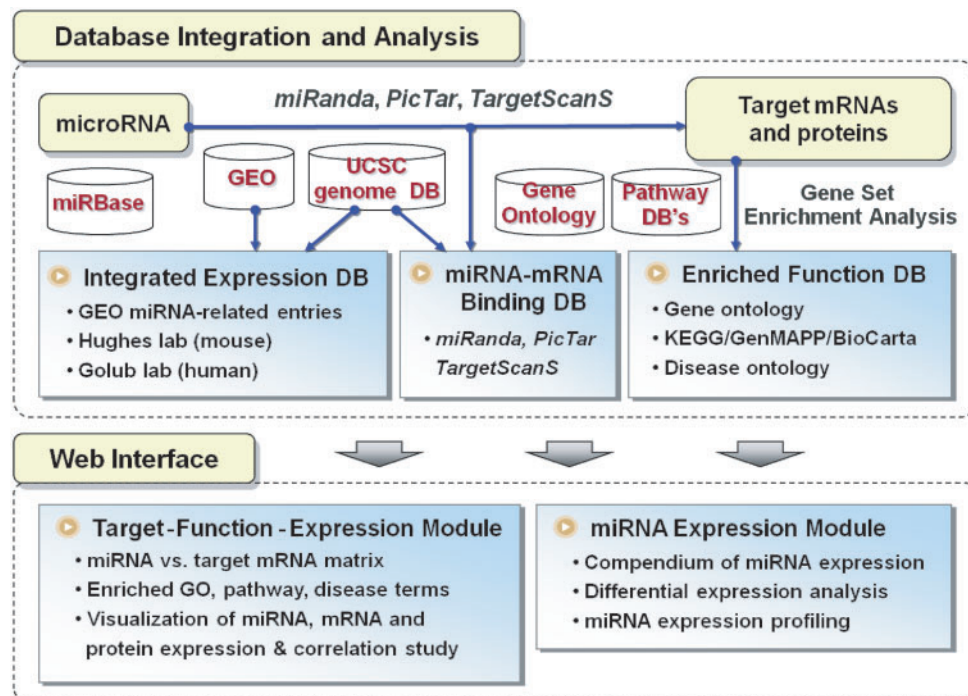 Database Integration and Analysis
miRanda, PicTar, TargetScanS
microRNA
Target mRNAs
and proteins
miRBase
GEO
UCSC
genome DB
Gene
Ontology
Pathway
DB's
Gene Set
Enrichment Analysis
Integrated Expression DB
• GEO miRNA-related entries
• Hughes lab (mouse)
• Golub lab (human)
miRNA-mRNA
Binding DB
• miRanda, PicTar
TargetScanS
Enriched Function DB
• Gene ontology
• KEGG/GenMAPP/BioCarta
• Disease ontology
Web Interface
Target-Function-Expression Module
• miRNA vs. target mRNA matrix
• Enriched GO, pathway, disease terms
• Visualization of miRNA, mRNA and
protein expression & correlation study
miRNA Expression Module
• Compendium of miRNA expression
• Differential expression analysis
• miRNA expression profiling